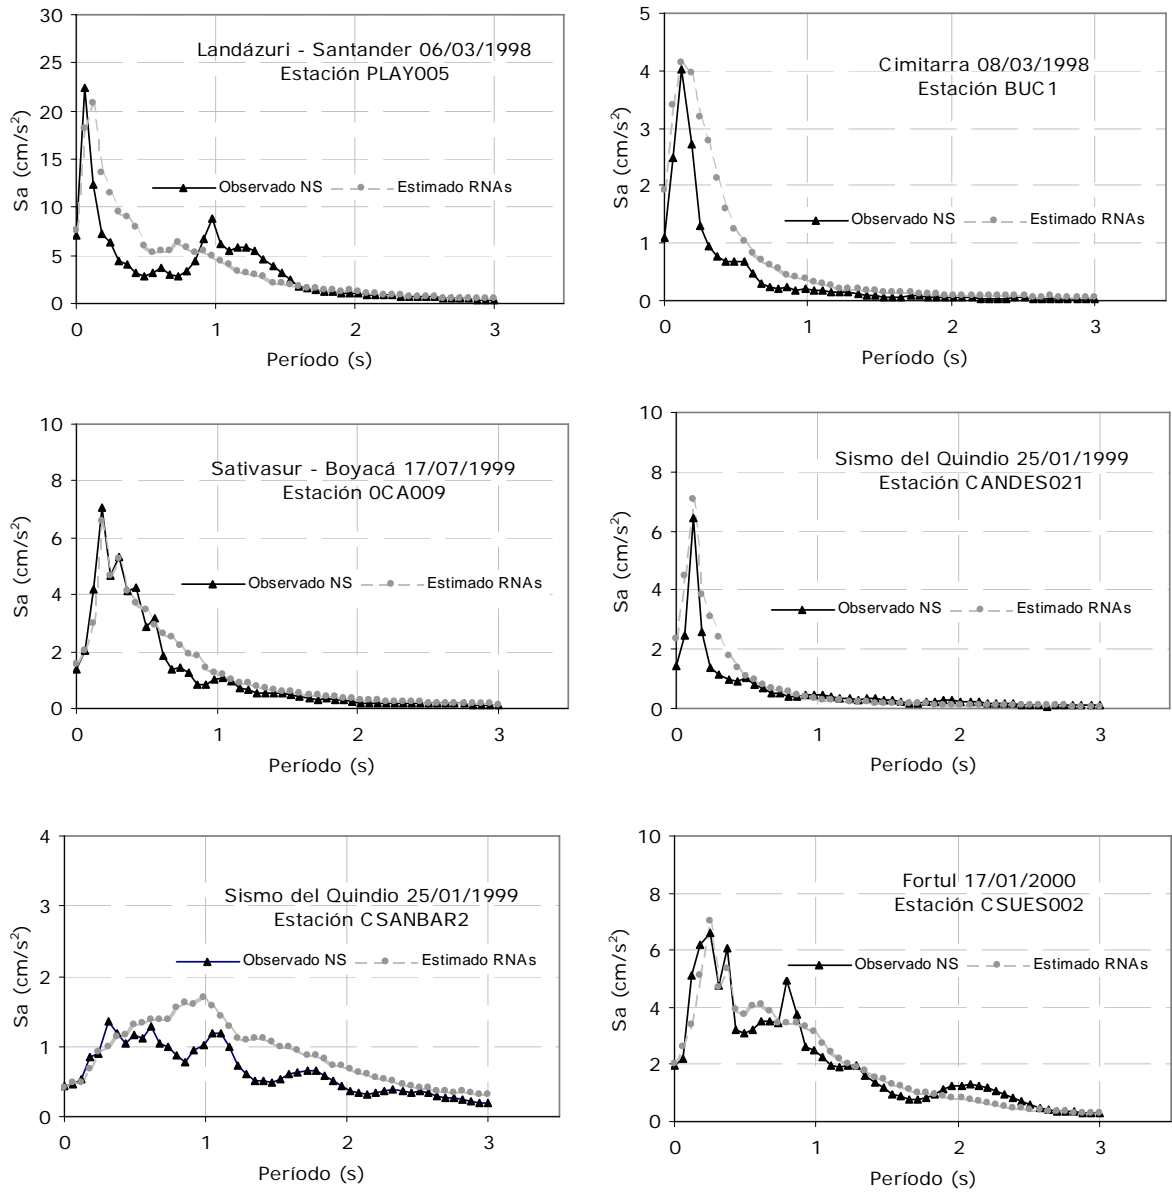 30
25
20
15
10
5
0
Sa (cm/s²)
Landázuri - Santander 06/03/1998
Estación PLAY005
Observado NS
Estimado RNAs
0
1
2
3
Período (s)
5
4
3
2
1
0
Sa (cm/s²)
Cimitarra 08/03/1998
Estación BUC1
Observado NS
Estimado RNAs
0
1
2
3
Período (s)
10
8
6
4
2
0
Sa (cm/s²)
Sativasur - Boyacá 17/07/1999
Estación 0CA009
Observado NS
Estimado RNAs
0
1
2
3
Período (s)
10
8
6
4
2
0
Sa (cm/s²)
Sismo del Quindio 25/01/1999
Estación CANDES021
Observado NS
Estimado RNAs
0
1
2
3
Período (s)
4
3
2
1
0
Sa (cm/s²)
Sismo del Quindio 25/01/1999
Estación CSANBAR2
Observado NS
Estimado RNAs
0
1
2
3
Período (s)
10
8
6
4
2
0
Sa (cm/s²)
Fortul 17/01/2000
Estación CSUES002
Observado NS
Estimado RNAs
0
1
2
3
Período (s)